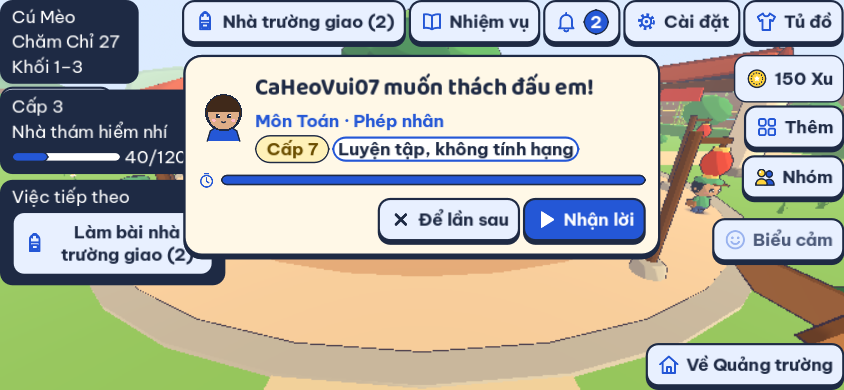 Cú Mèo
Chăm Chỉ 27
Khối 1–3
Nhà trường giao (2)
Nhiệm vụ
2
Cài đặt
Tủ đồ
150 Xu
Cấp 3
Nhà thám hiểm nhí
40/120
Thêm
Nhóm
Biểu cảm
CaHeoVui07 muốn thách đấu em!
Môn Toán · Phép nhân
Cấp 7
Luyện tập, không tính hạng
Để lần sau
Nhận lời
Việc tiếp theo
Làm bài nhà
trường giao (2)
Về Quảng trường